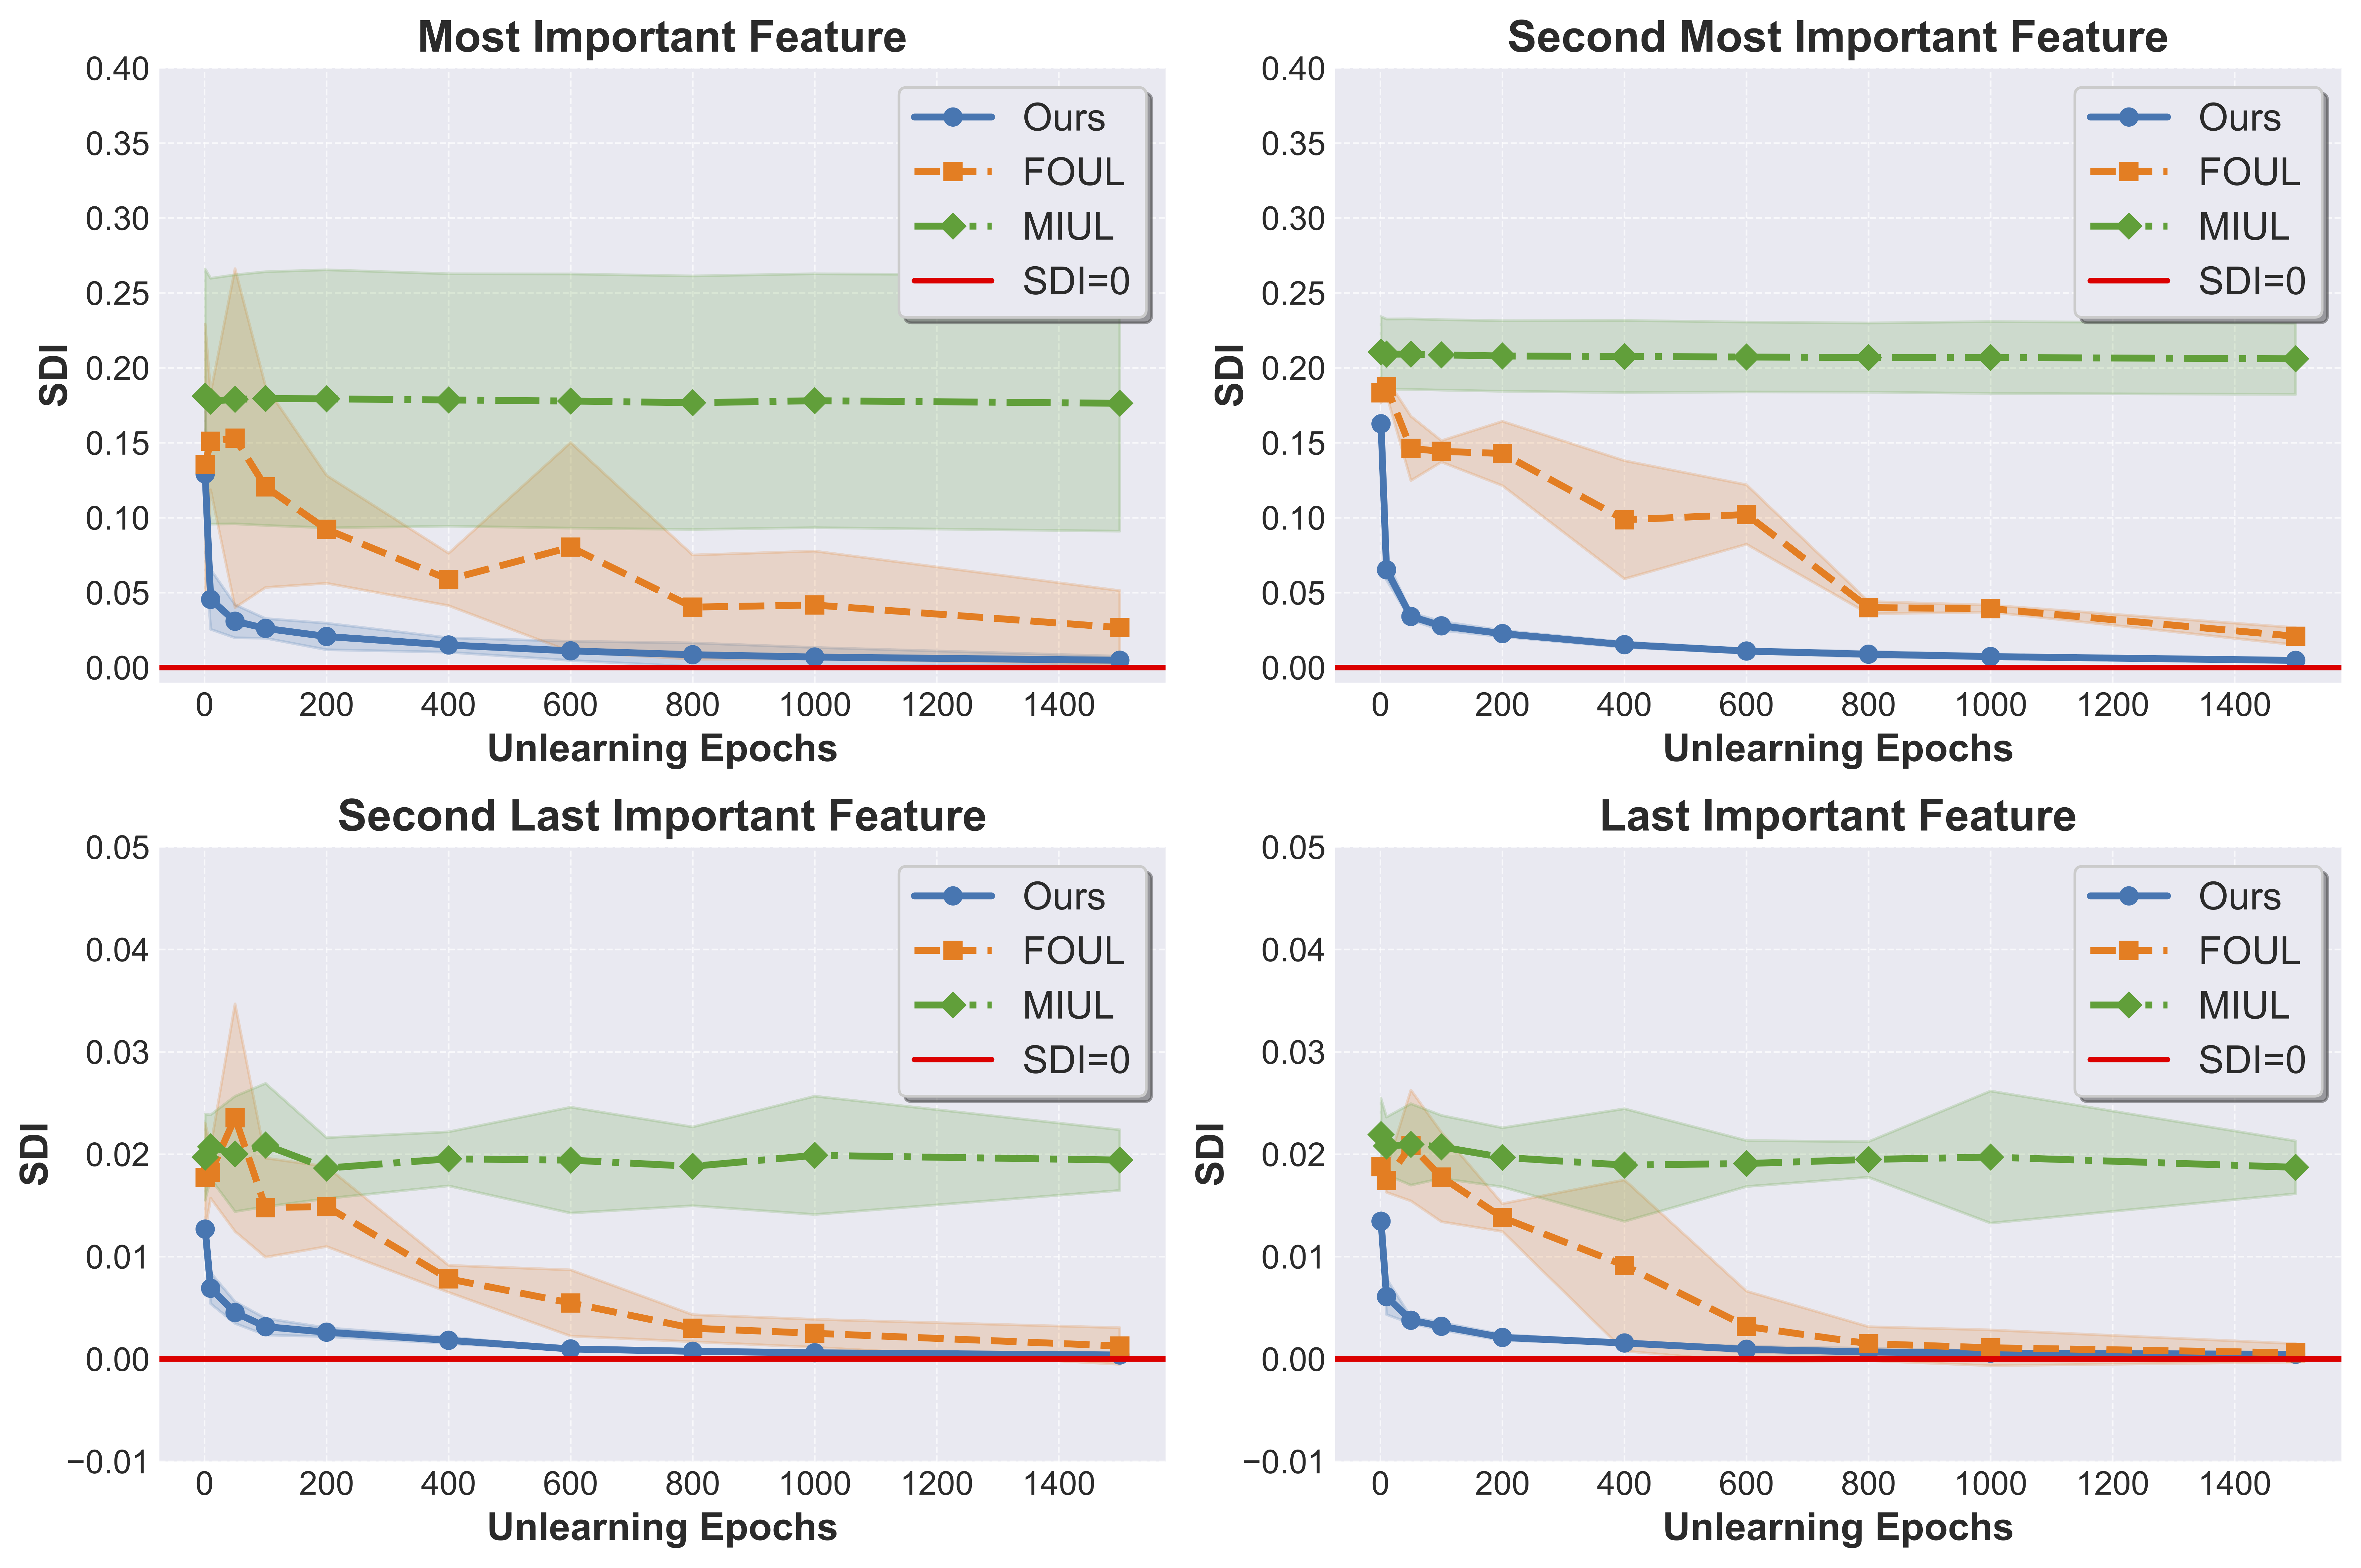 Most Important Feature
0.40
0.35
0.30
0.25
0.20
0.15
0.10
0.05
0.00
SDI
Ours
FOUL
MIUL
SDI=0
0 200 400 600 800 1000 1200 1400
Unlearning Epochs
Second Most Important Feature
0.40
0.35
0.30
0.25
0.20
0.15
0.10
0.05
0.00
SDI
Ours
FOUL
MIUL
SDI=0
0 200 400 600 800 1000 1200 1400
Unlearning Epochs
Second Last Important Feature
0.05
0.04
0.03
0.02
0.01
0.00
−0.01
SDI
Ours
FOUL
MIUL
SDI=0
0 200 400 600 800 1000 1200 1400
Unlearning Epochs
Last Important Feature
0.05
0.04
0.03
0.02
0.01
0.00
−0.01
SDI
Ours
FOUL
MIUL
SDI=0
0 200 400 600 800 1000 1200 1400
Unlearning Epochs